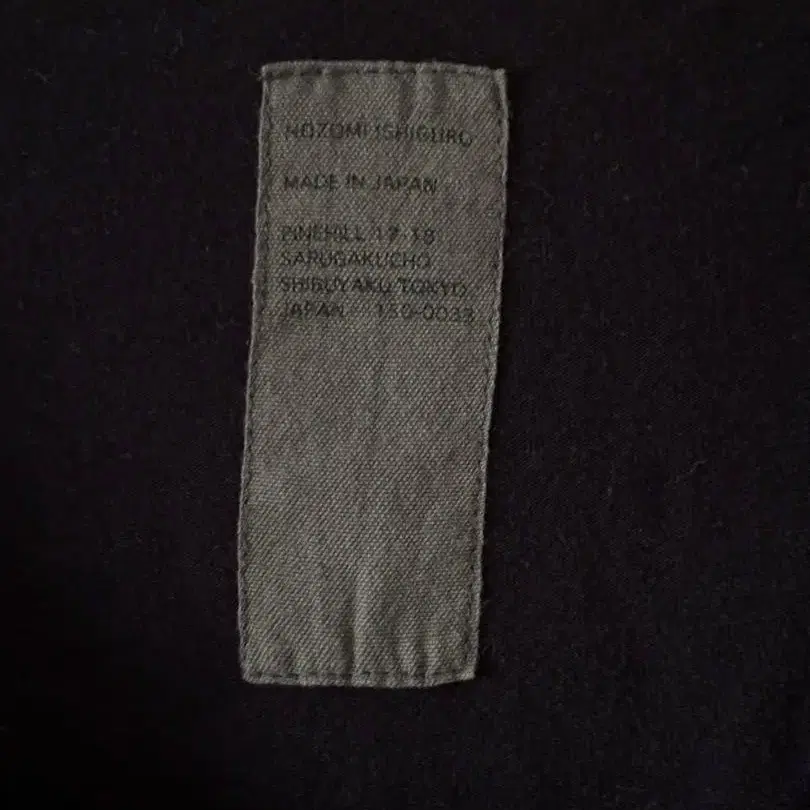 NOZOMI ISHIGURO
MADE IN JAPAN
PINEHILL 17-18
SARUGAKUCHO
SHIBUYAKU TOKYO
JAPAN 150-0033